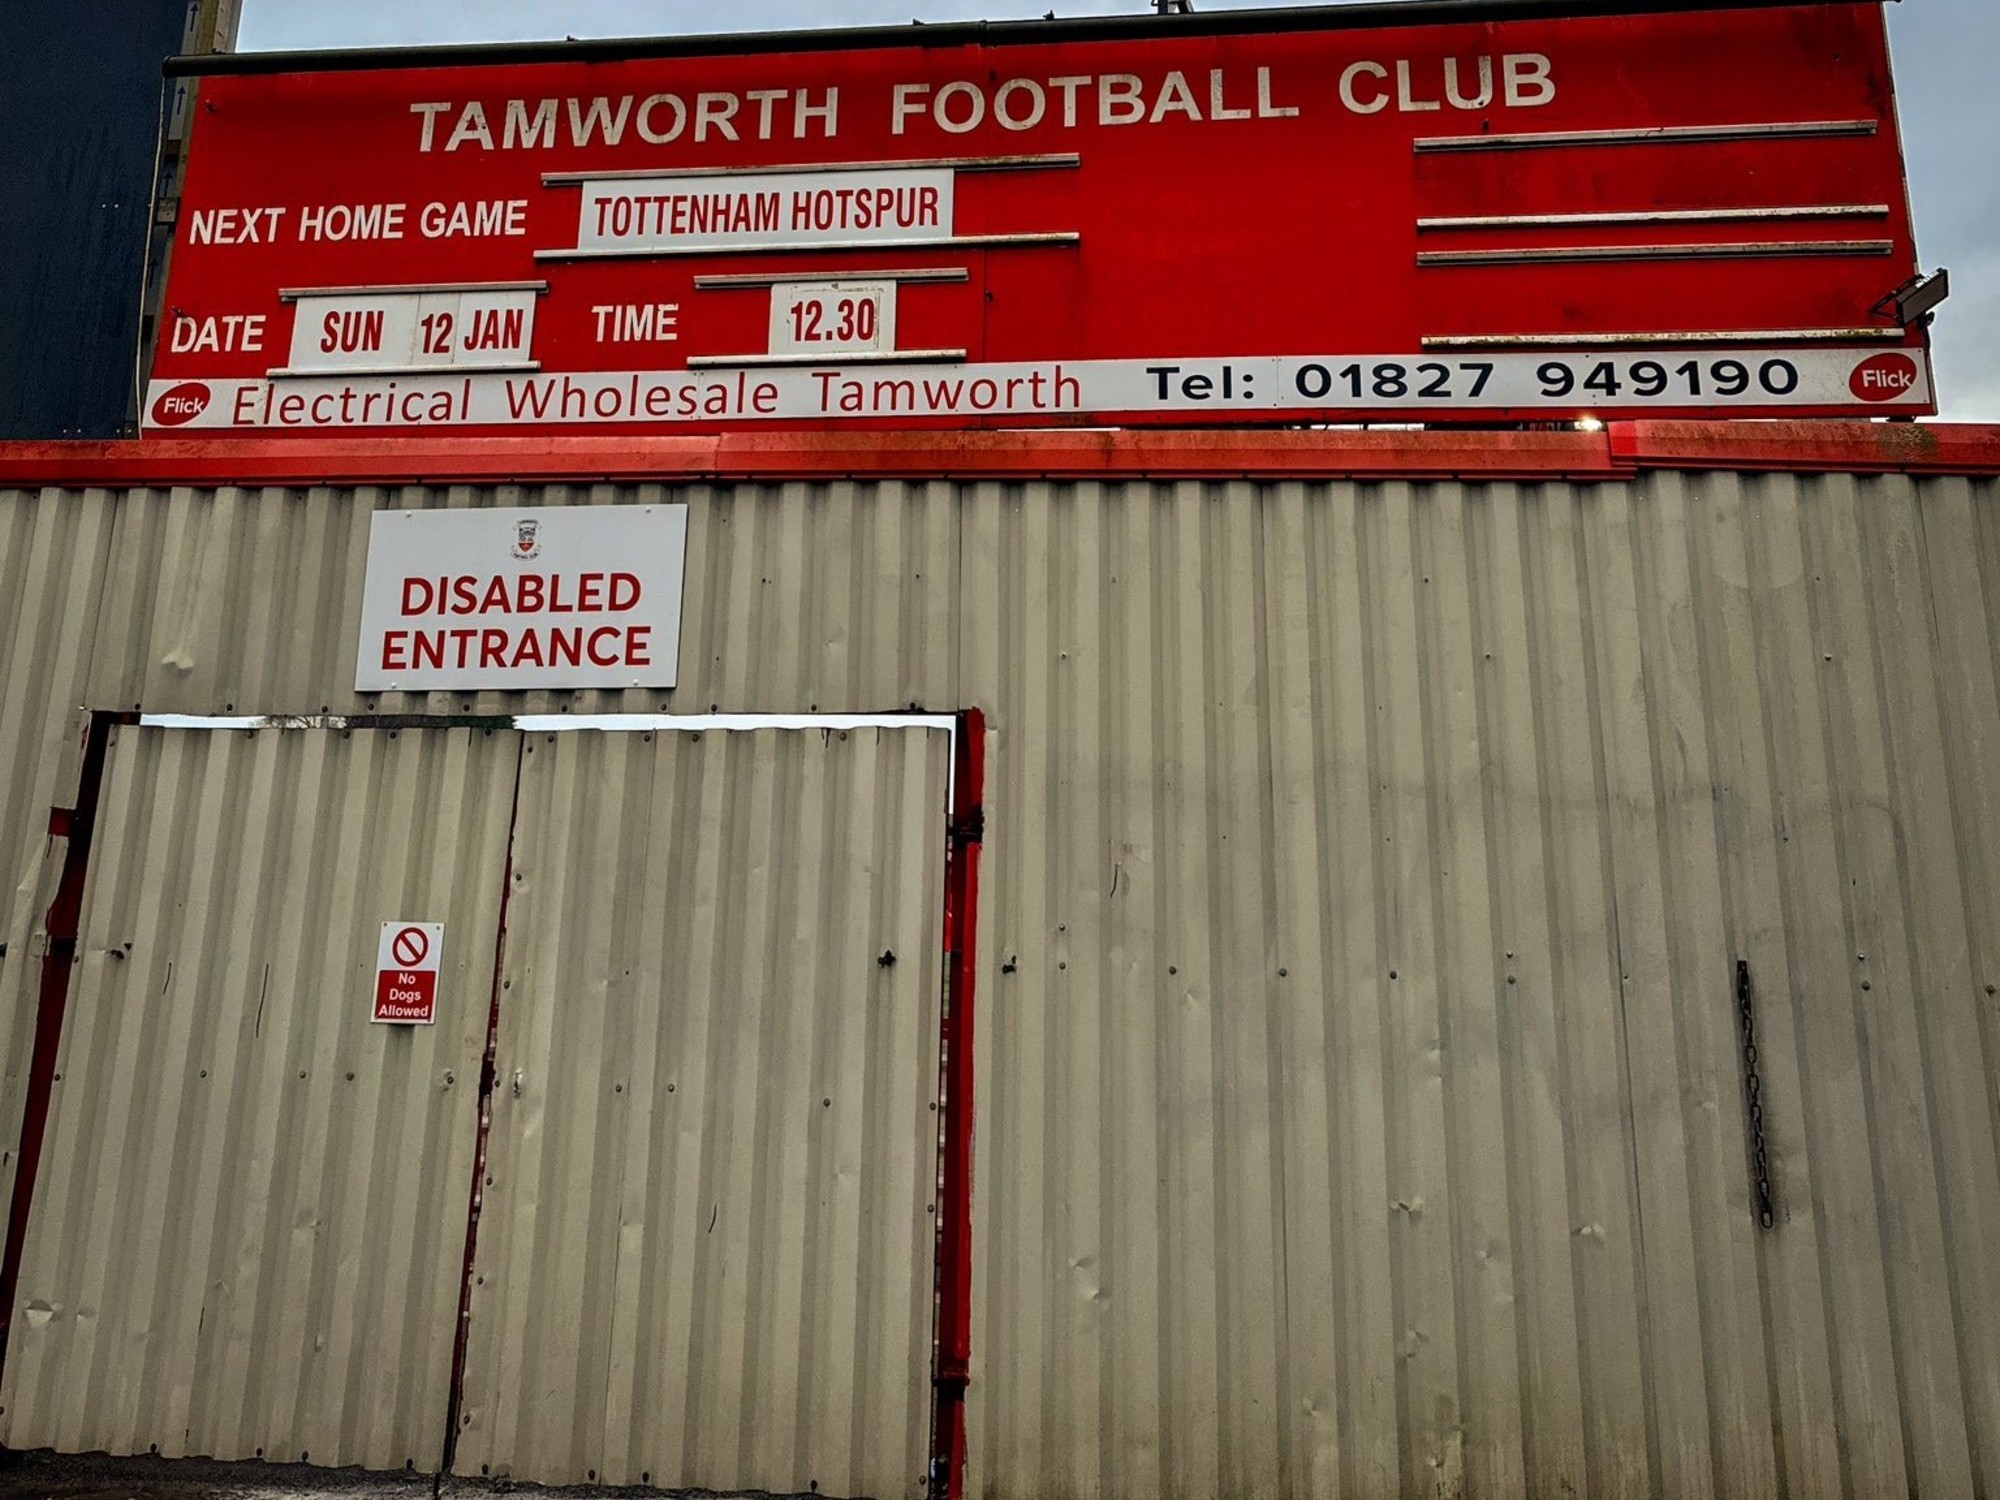 TAMWORTH FOOTBALL CLUB
NEXT HOME GAME TOTTENHAM HOTSPUR
DATE SUN 12 JAN TIME 12.30
Flick Electrical Wholesale Tamworth Tel: 01827 949190 Flick
DISABLED
ENTRANCE
No
Dogs
Allowed